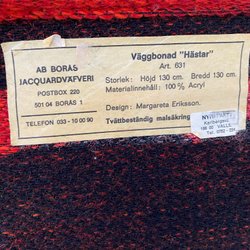 AB BORÅS
JACQUARDVÄFVERI
POSTBOX 220
501 04 BORÅS 1
TELEFON 033-10 00 90
Väggbonad "Hästar"
Art. 631
Storlek: Höjd 130 cm. Bredd 130 cm.
Materialinnehåll: 100 % Acryl
Design: Margareta Eriksson.
Tvättbeständig malsäkring